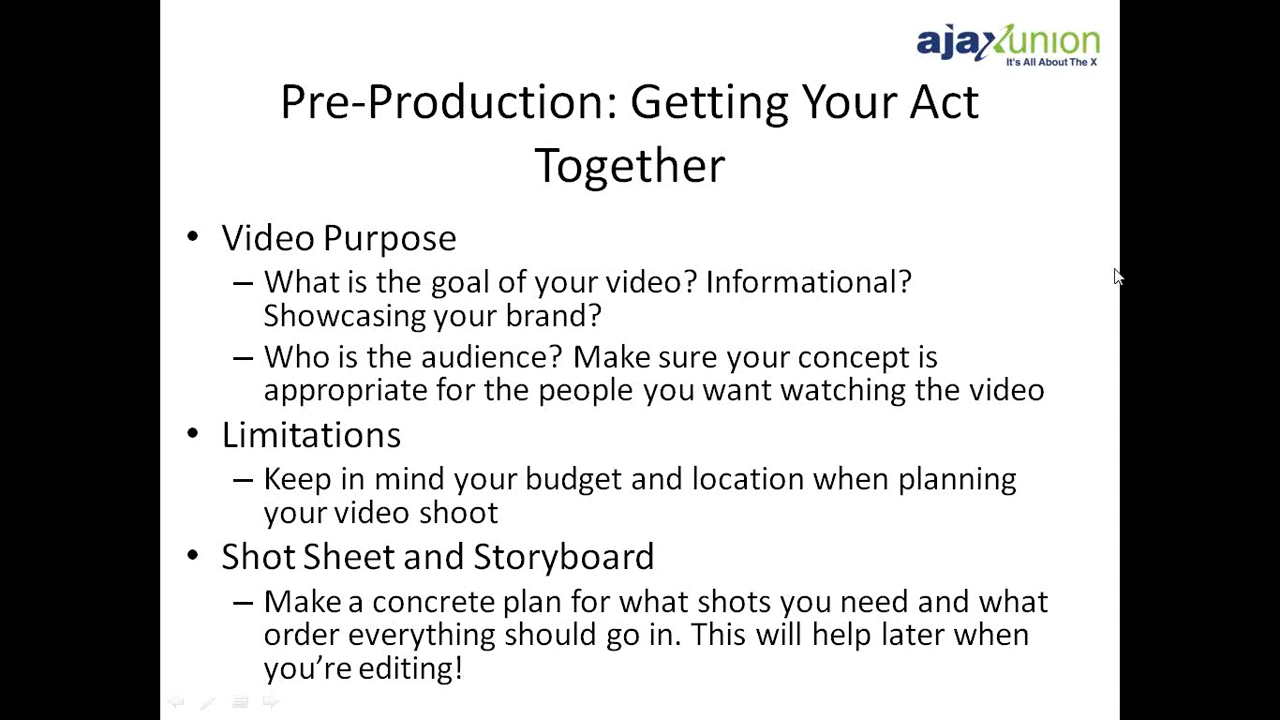 ajaxunion
It's All About The X
Pre-Production: Getting Your Act
Together
• Video Purpose
– What is the goal of your video? Informational?
Showcasing your brand?
– Who is the audience? Make sure your concept is
appropriate for the people you want watching the video
• Limitations
– Keep in mind your budget and location when planning
your video shoot
• Shot Sheet and Storyboard
– Make a concrete plan for what shots you need and what
order everything should go in. This will help later when
you’re editing!